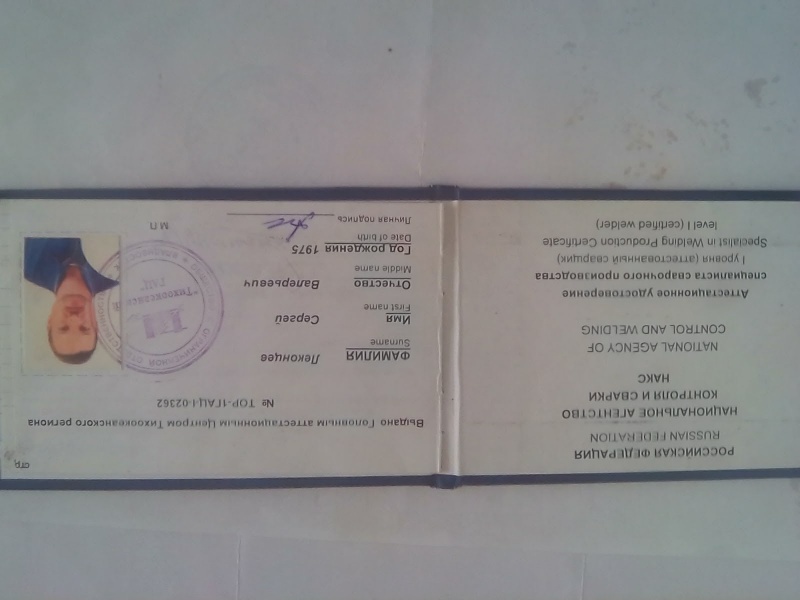 РОССИЙСКАЯ ФЕДЕРАЦИЯ
RUSSIAN FEDERATION
НАЦИОНАЛЬНОЕ АГЕНТСТВО
КОНТРОЛЯ И СВАРКИ
НАКС
NATIONAL AGENCY OF
CONTROL AND WELDING
Аттестационное удостоверение
специалиста сварочного производства
I уровня (аттестованный сварщик)
Specialist in Welding Production Certificate
level I (certified welder)
стр.
Выдано Головным аттестационным Центром Тихоокеанского региона
№ ТОР-1ГАЦ-I-02362
ФАМИЛИЯ Леконцев
Surname
ИМЯ Сергей
First name
Отчество Валерьевич
Middle name
Год рождения 1975
Date of birth
Личная подпись
М П